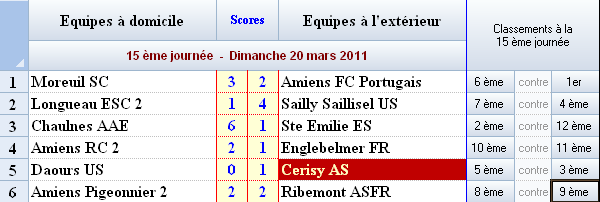 Equipes à domicile Scores Equipes à l'extérieur Classements à la 15 ème journée
15 ème journée - Dimanche 20 mars 2011
1 Moreuil SC 3 2 Amiens FC Portugais 6 ème contre 1er
2 Longueau ESC 2 1 4 Sailly Saillisel US 7 ème contre 4 ème
3 Chaulnes AAE 6 1 Ste Emilie ES 2 ème contre 12 ème
4 Amiens RC 2 2 1 Englebelmer FR 10 ème contre 11 ème
5 Daours US 0 1 Cerisy AS 5 ème contre 3 ème
6 Amiens Pigeonnier 2 2 2 Ribemont ASFR 8 ème contre 9 ème